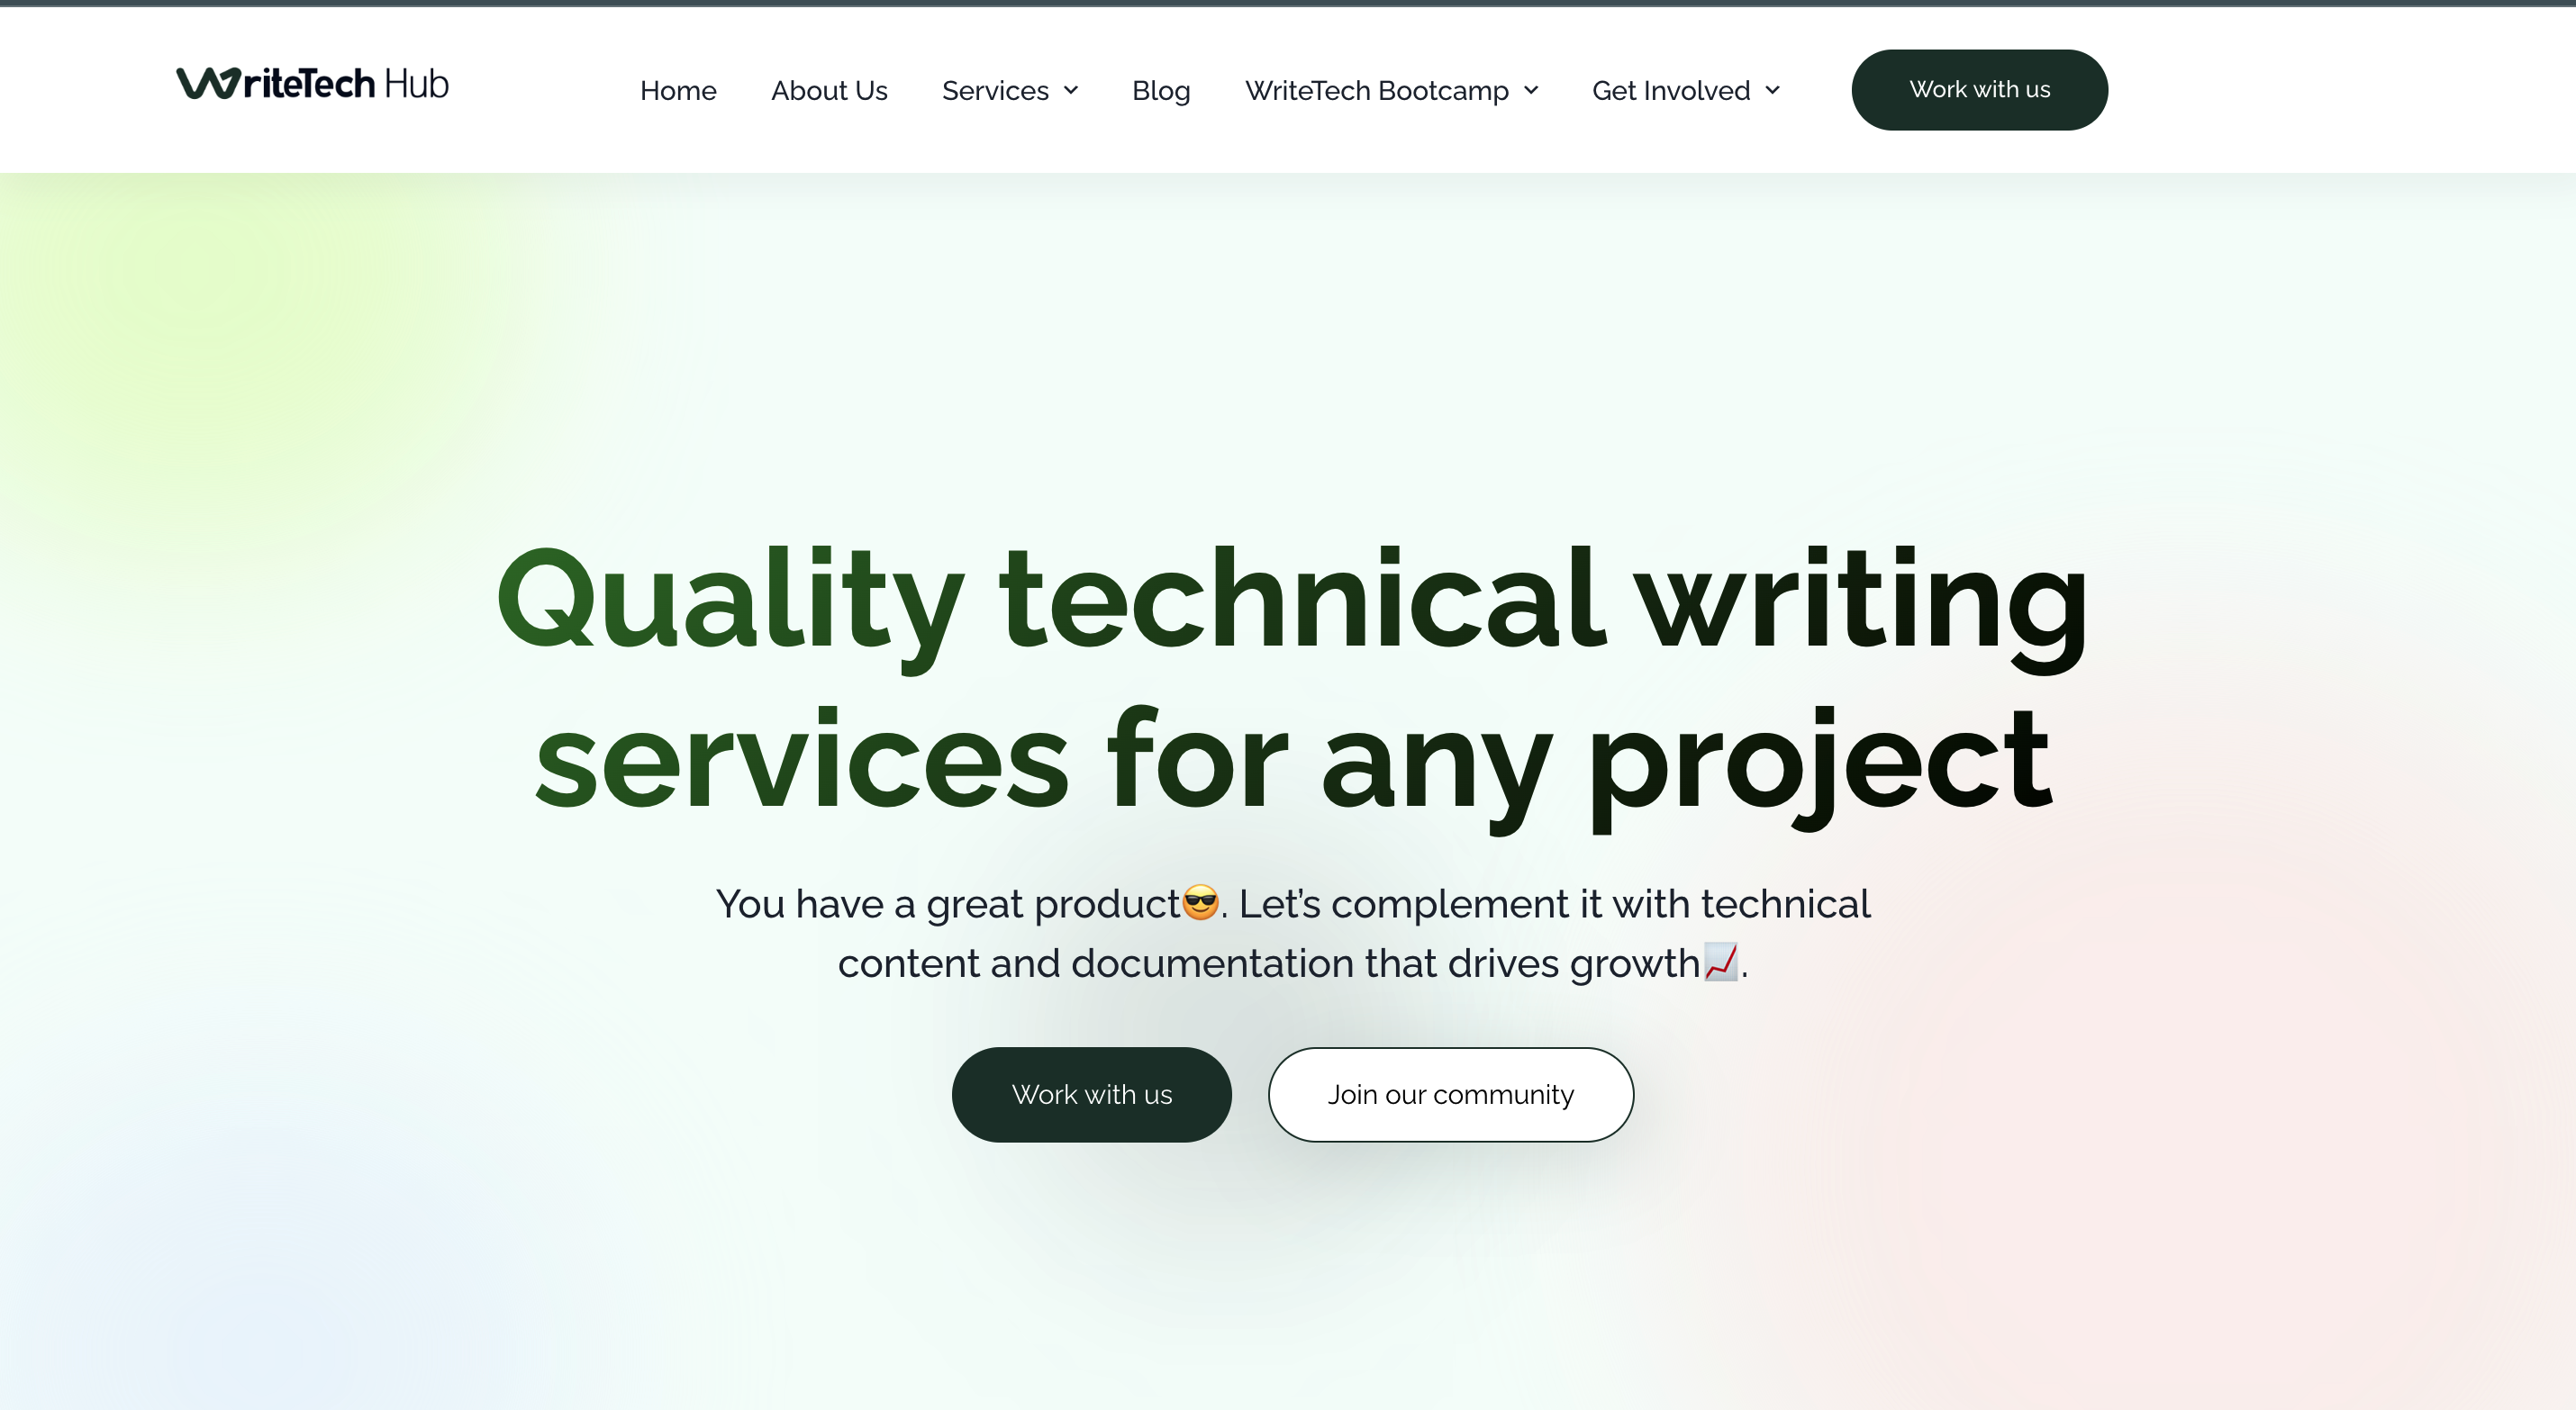 WriteTech Hub
Home
About Us
Services
Blog
WriteTech Bootcamp
Get Involved
Work with us
Quality technical writing
services for any project
You have a great product😎. Let’s complement it with technical
content and documentation that drives growth📈.
Work with us
Join our community